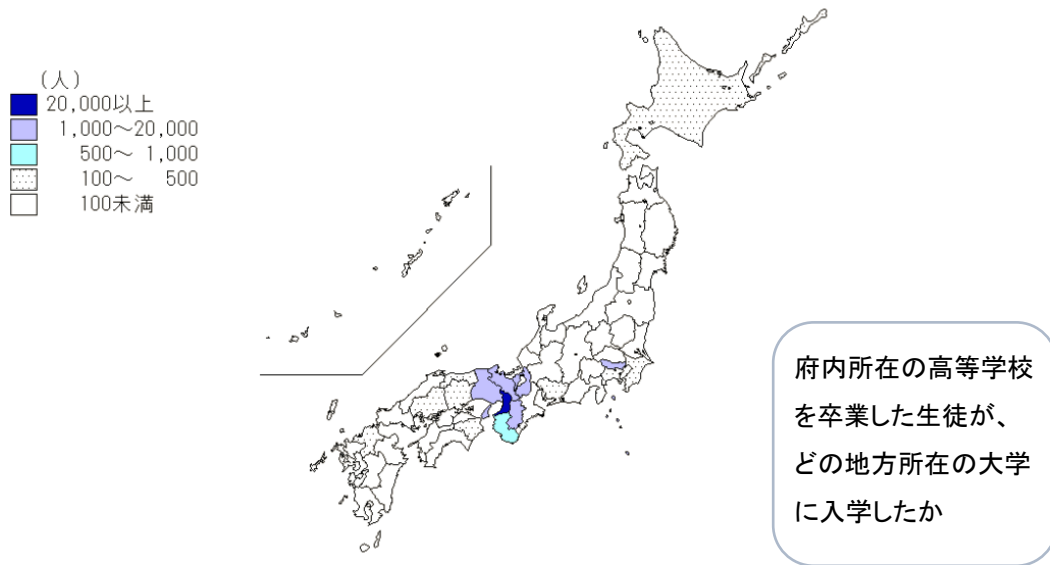 (人)
20,000以上
1,000～20,000
500～ 1,000
100～ 500
100未満
府内所在の高等学校
を卒業した生徒が、
どの地方所在の大学
に入学したか